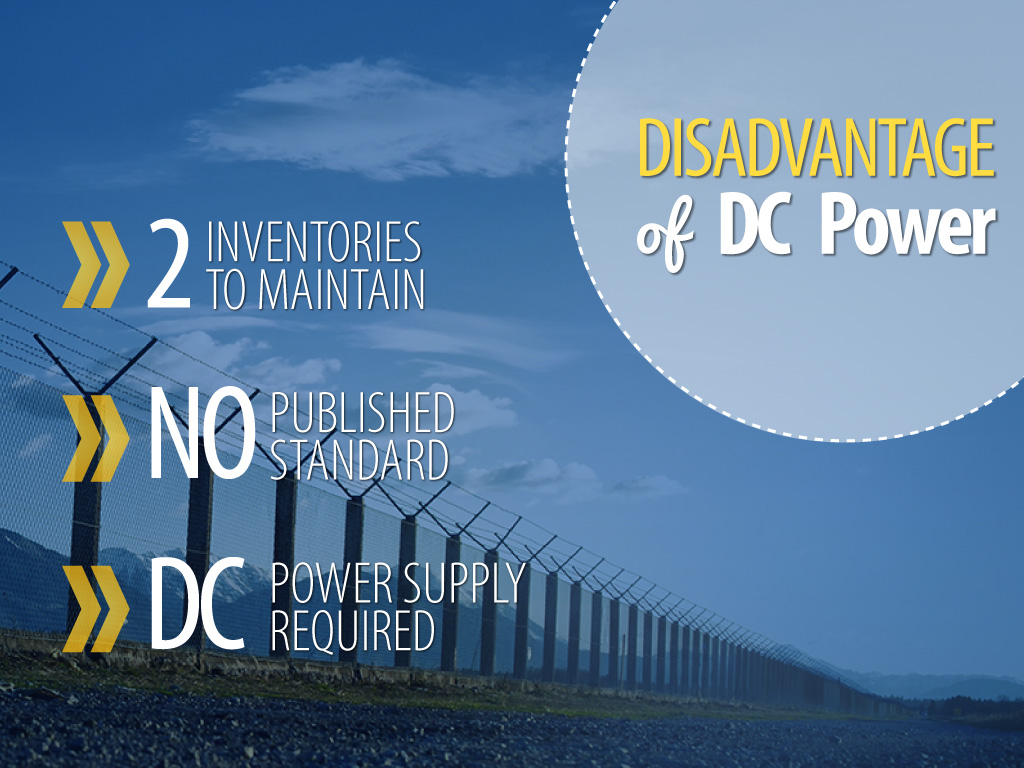 DISADVANTAGE
of DC Power
2 INVENTORIES
TO MAINTAIN
NO PUBLISHED
STANDARD
DC POWER SUPPLY
REQUIRED